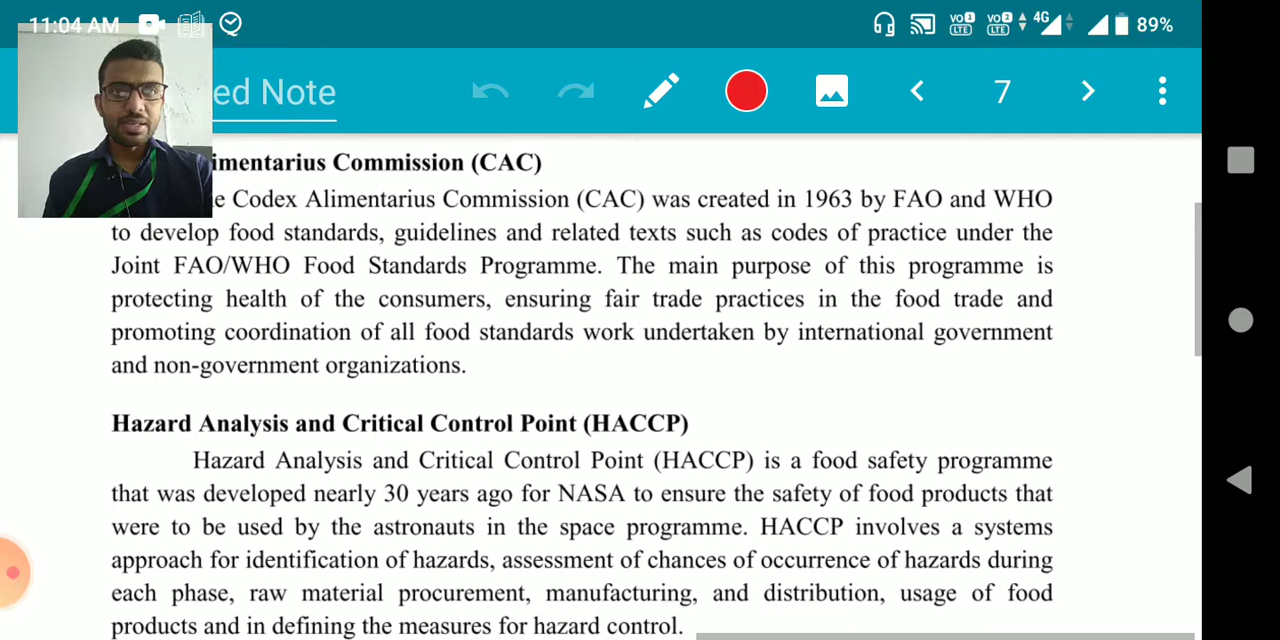 11:04 AM
VO 1 LTE
VO 2 LTE
4G
89%
ed Note
7
imentarius Commission (CAC)
e Codex Alimentarius Commission (CAC) was created in 1963 by FAO and WHO
to develop food standards, guidelines and related texts such as codes of practice under the
Joint FAO/WHO Food Standards Programme. The main purpose of this programme is
protecting health of the consumers, ensuring fair trade practices in the food trade and
promoting coordination of all food standards work undertaken by international government
and non-government organizations.
Hazard Analysis and Critical Control Point (HACCP)
Hazard Analysis and Critical Control Point (HACCP) is a food safety programme
that was developed nearly 30 years ago for NASA to ensure the safety of food products that
were to be used by the astronauts in the space programme. HACCP involves a systems
approach for identification of hazards, assessment of chances of occurrence of hazards during
each phase, raw material procurement, manufacturing, and distribution, usage of food
products and in defining the measures for hazard control.